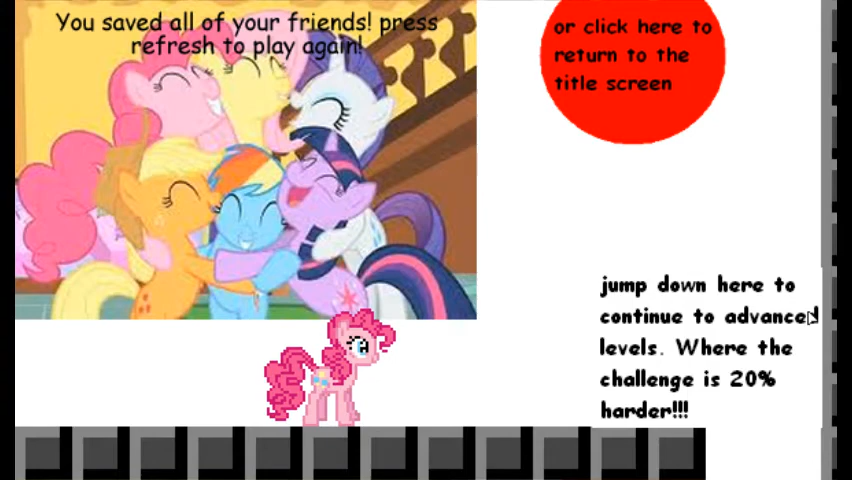 You saved all of your friends! press
refresh to play again!
or click here to
return to the
title screen
jump down here to
continue to advanced
levels. Where the
challenge is 20%
harder!!!